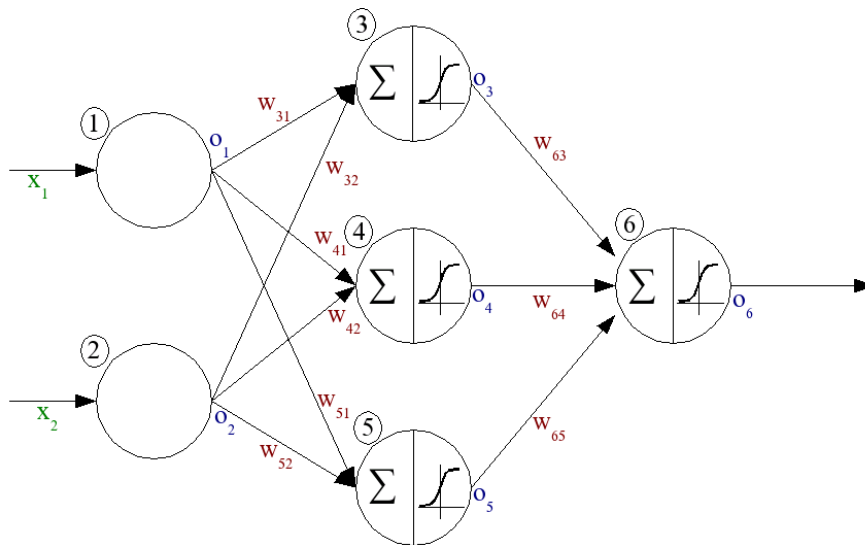 3
Σ
o₃
w₃₁
1
o₁
w₃₂
w₆₃
x₁
4
w₄₁
Σ
o₄
6
Σ
o₆
w₆₄
w₄₂
2
x₂
o₂
w₅₁
5
w₅₂
w₆₅
Σ
o₅